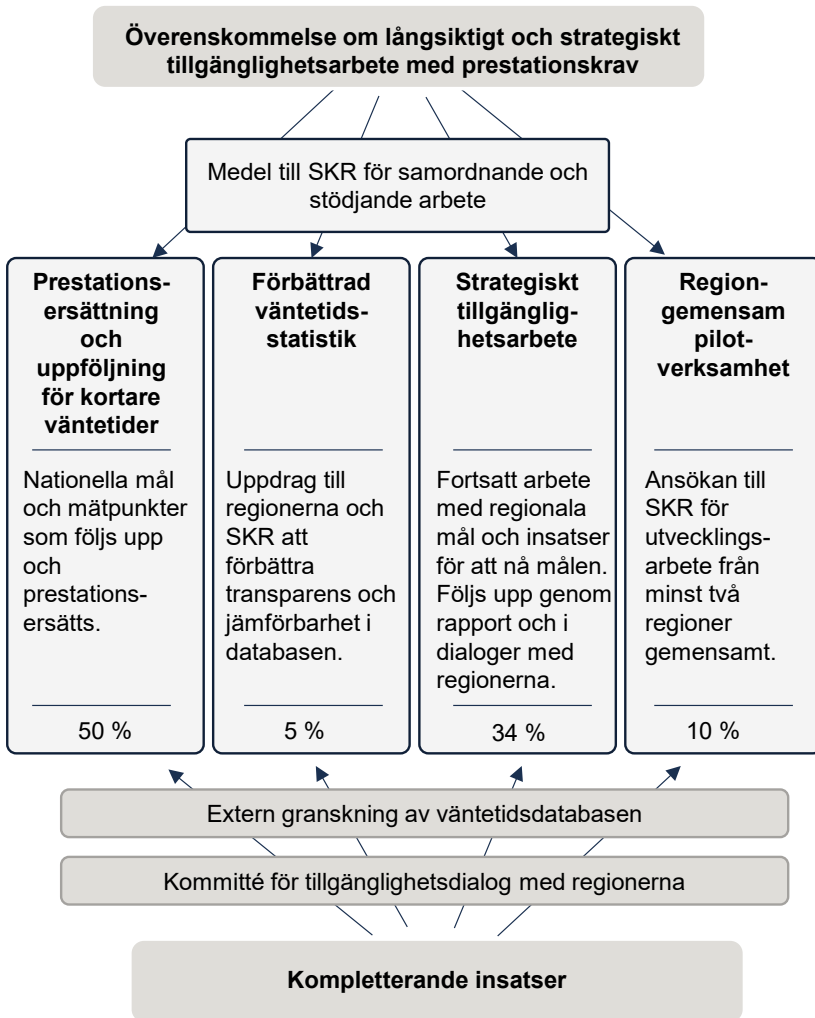 Överenskommelse om långsiktigt och strategiskt
tillgänglighetsarbete med prestationskrav
Medel till SKR för samordnande och
stödjande arbete
Prestations-
ersättning
och
uppföljning
för kortare
väntetider
Nationella mål
och mätpunkter
som följs upp
och
prestations-
ersätts.
50 %
Förbättrad
väntetids-
statistik
Uppdrag till
regionerna och
SKR att
förbättra
transparens och
jämförbarhet i
databasen.
5 %
Strategiskt
tillgänglig-
hetsarbete
Fortsatt arbete
med regionala
mål och insatser
för att nå målen.
Följs upp genom
rapport och i
dialoger med
regionerna.
34 %
Region-
gemensam
pilot-
verksamhet
Ansökan till
SKR för
utvecklings-
arbete från
minst två
regioner
gemensamt.
10 %
Extern granskning av väntetidsdatabasen
Kommitté för tillgänglighetsdialog med regionerna
Kompletterande insatser